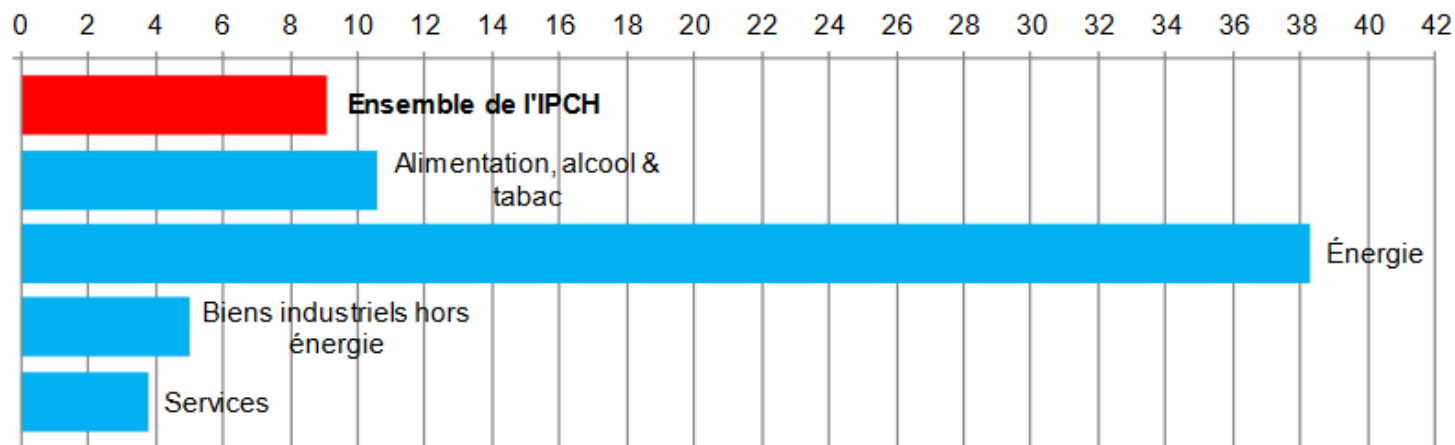 0 2 4 6 8 10 12 14 16 18 20 22 24 26 28 30 32 34 36 38 40 42
Ensemble de l'IPCH
Alimentation, alcool &
tabac
Énergie
Biens industriels hors
énergie
Services